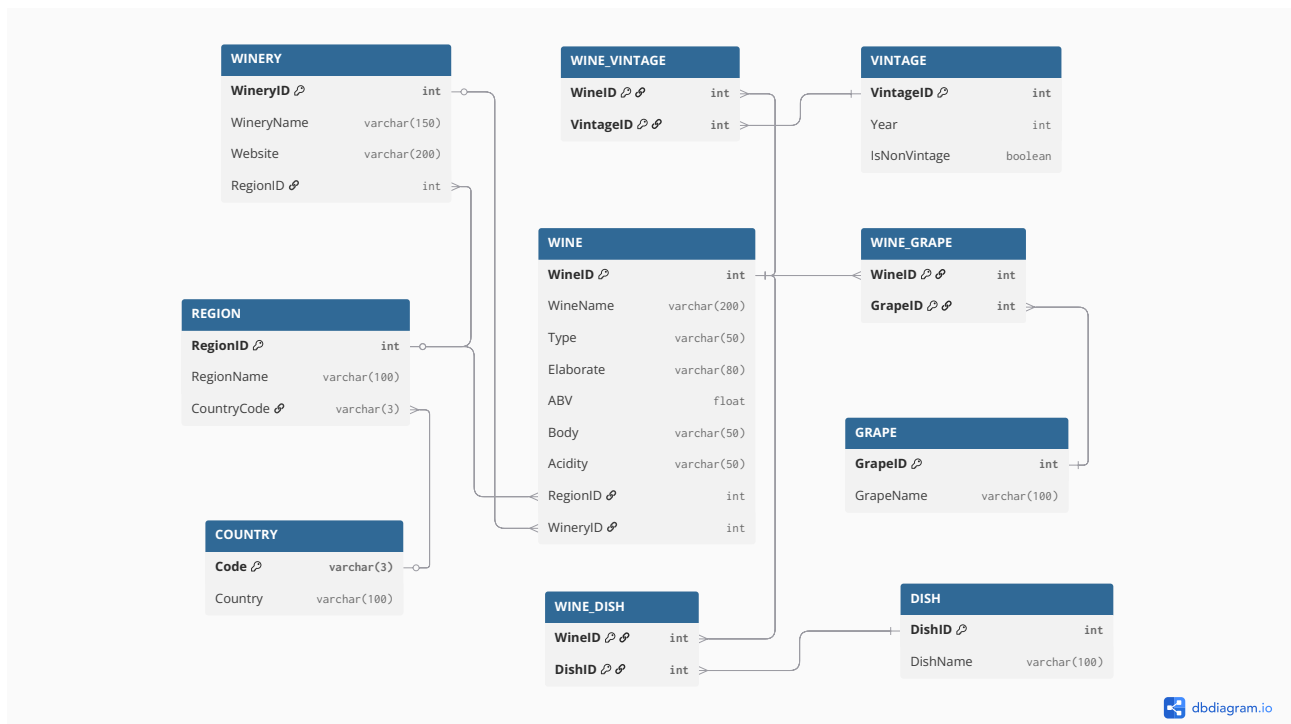 WINERY
WineryID int
WineryName varchar(150)
Website varchar(200)
RegionID int
WINE_VINTAGE
WineID int
VintageID int
VINTAGE
VintageID int
Year int
IsNonVintage boolean
WINE
WineID int
WineName varchar(200)
Type varchar(50)
Elaborate varchar(80)
ABV float
Body varchar(50)
Acidity varchar(50)
RegionID int
WineryID int
WINE_GRAPE
WineID int
GrapeID int
REGION
RegionID int
RegionName varchar(100)
CountryCode varchar(3)
GRAPE
GrapeID int
GrapeName varchar(100)
COUNTRY
Code varchar(3)
Country varchar(100)
WINE_DISH
WineID int
DishID int
DISH
DishID int
DishName varchar(100)
dbdiagram.io